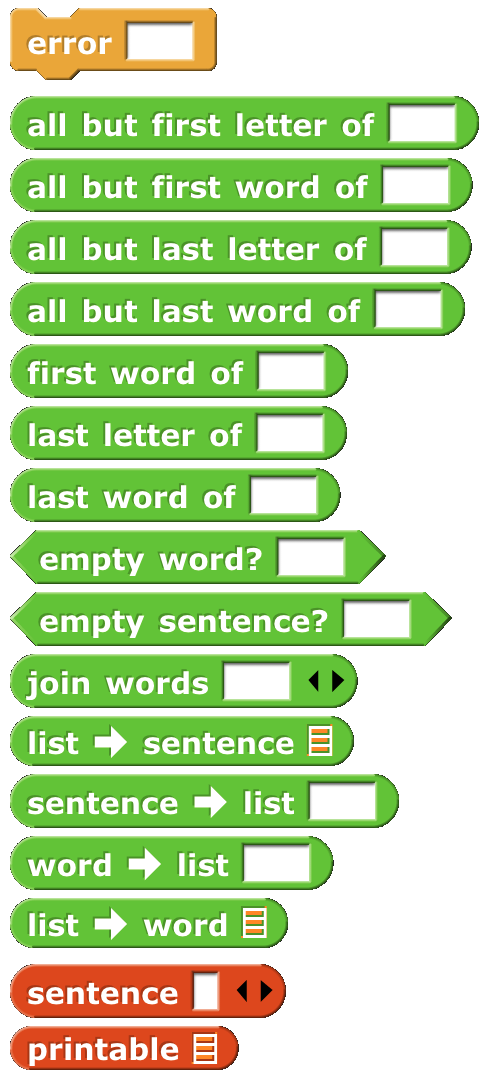 error
all but first letter of
all but first word of
all but last letter of
all but last word of
first word of
last letter of
last word of
empty word?
empty sentence?
join words
list → sentence
sentence → list
word → list
list → word
sentence
printable